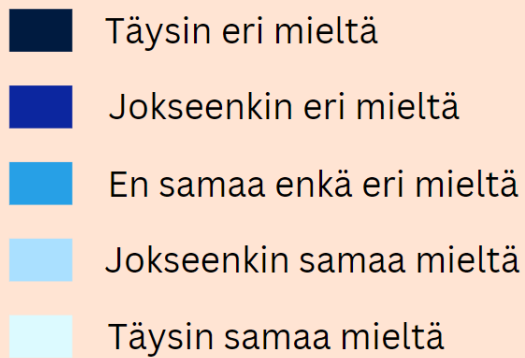 Täysin eri mieltä
Jokseenkin eri mieltä
En samaa enkä eri mieltä
Jokseenkin samaa mieltä
Täysin samaa mieltä